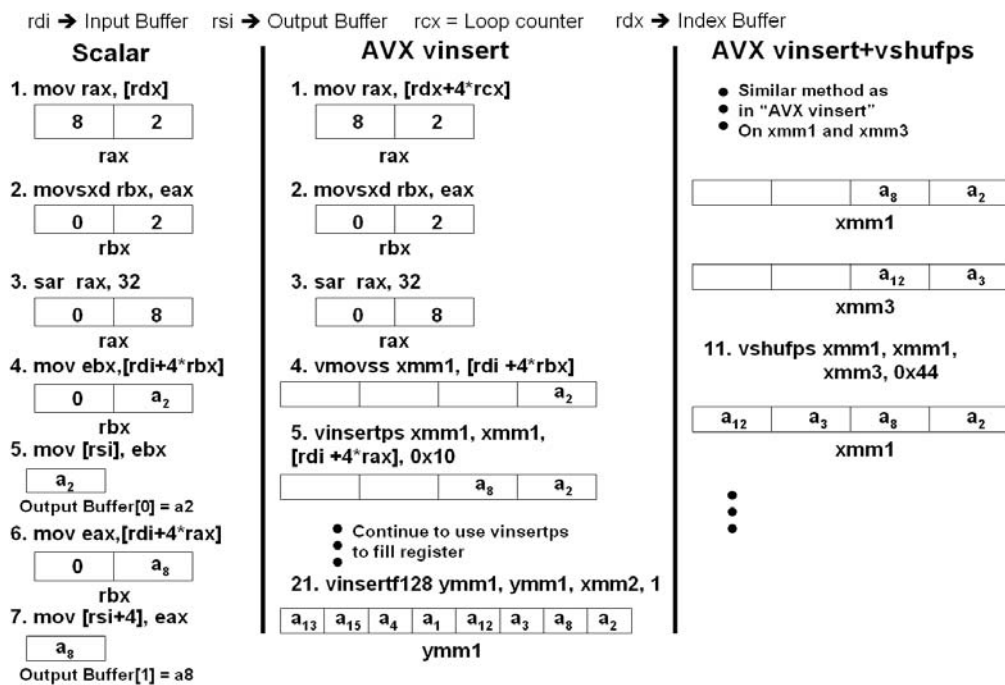 rdi ➔ Input Buffer rsi ➔ Output Buffer rcx = Loop counter rdx ➔ Index Buffer
Scalar
1. mov rax, [rdx]
8 2
rax
2. movsxd rbx, eax
0 2
rbx
3. sar rax, 32
0 8
rax
4. mov ebx,[rdi+4*rbx]
0 a2
rbx
5. mov [rsi], ebx
a2
Output Buffer[0] = a2
6. mov eax,[rdi+4*rax]
0 a8
rbx
7. mov [rsi+4], eax
a8
Output Buffer[1] = a8
AVX vinsert
1. mov rax, [rdx+4*rcx]
8 2
rax
2. movsxd rbx, eax
0 2
rbx
3. sar rax, 32
0 8
rax
4. vmovss xmm1, [rdi +4*rbx]
a2
5. vinsertps xmm1, xmm1,
[rdi +4*rax], 0x10
a8 a2
• Continue to use vinsertps
• to fill register
•
21. vinsertf128 ymm1, ymm1, xmm2, 1
a13 a15 a4 a1 a12 a3 a8 a2
ymm1
AVX vinsert+vshufps
• Similar method as
• in “AVX vinsert”
• On xmm1 and xmm3
a8 a2
xmm1
a12 a3
xmm3
11. vshufps xmm1, xmm1,
xmm3, 0x44
a12 a3 a8 a2
xmm1